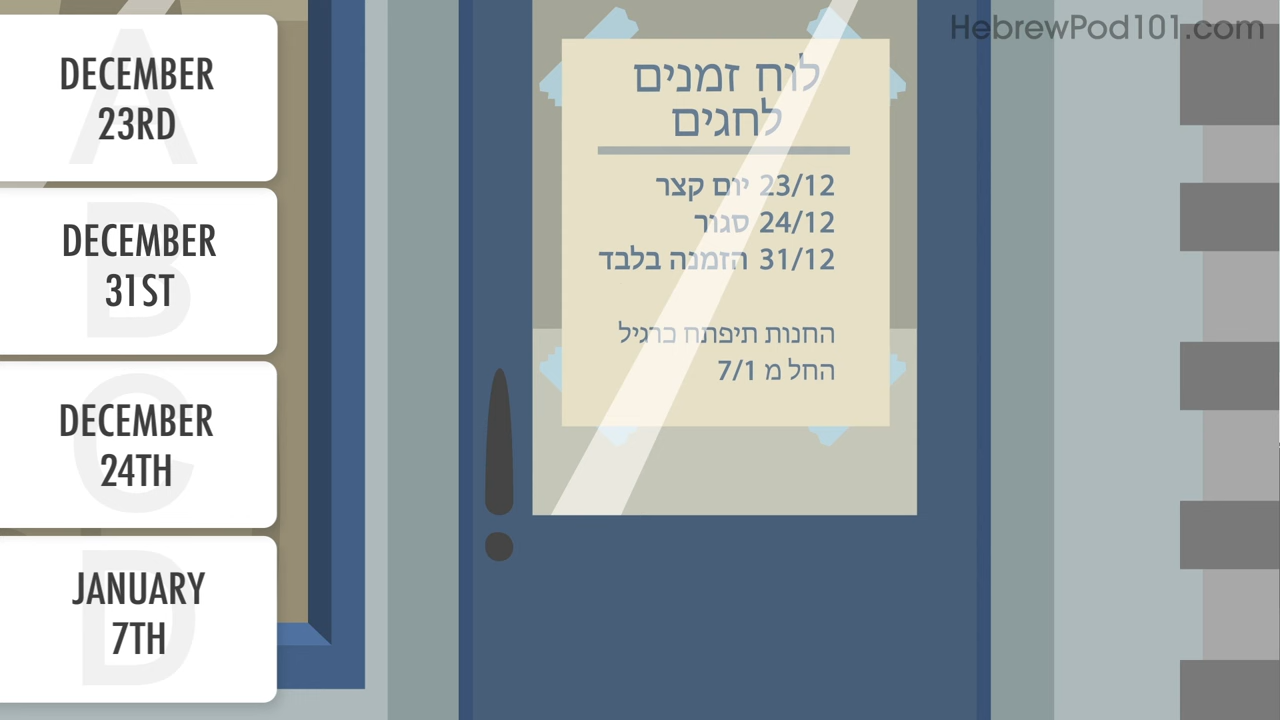 HebrewPod101.com
A
DECEMBER
23RD
B
DECEMBER
31ST
C
DECEMBER
24TH
D
JANUARY
7TH
לוח זמנים
לחגים
23/12 יום קצר
24/12 סגור
31/12 הזמנה בלבד
החנות תיפתח כרגיל
החל מ 7/1